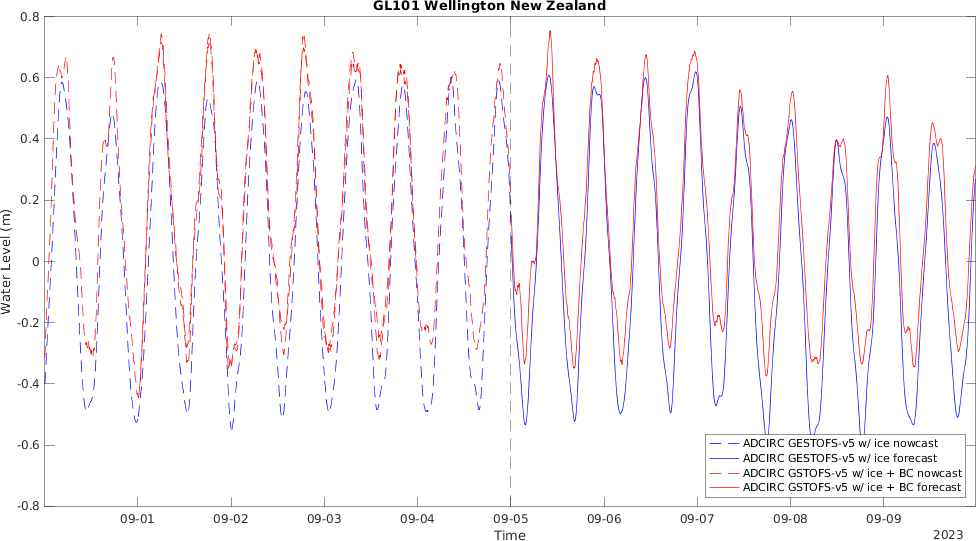 GL101 Wellington New Zealand
0.8
0.6
0.4
0.2
0
-0.2
-0.4
-0.6
-0.8
Water Level (m)
ADCIRC GESTOFS-v5 w/ ice nowcast
ADCIRC GESTOFS-v5 w/ ice forecast
ADCIRC GSTOFS-v5 w/ ice + BC nowcast
ADCIRC GSTOFS-v5 w/ ice + BC forecast
09-01 09-02 09-03 09-04 09-05 09-06 09-07 09-08 09-09
Time
2023